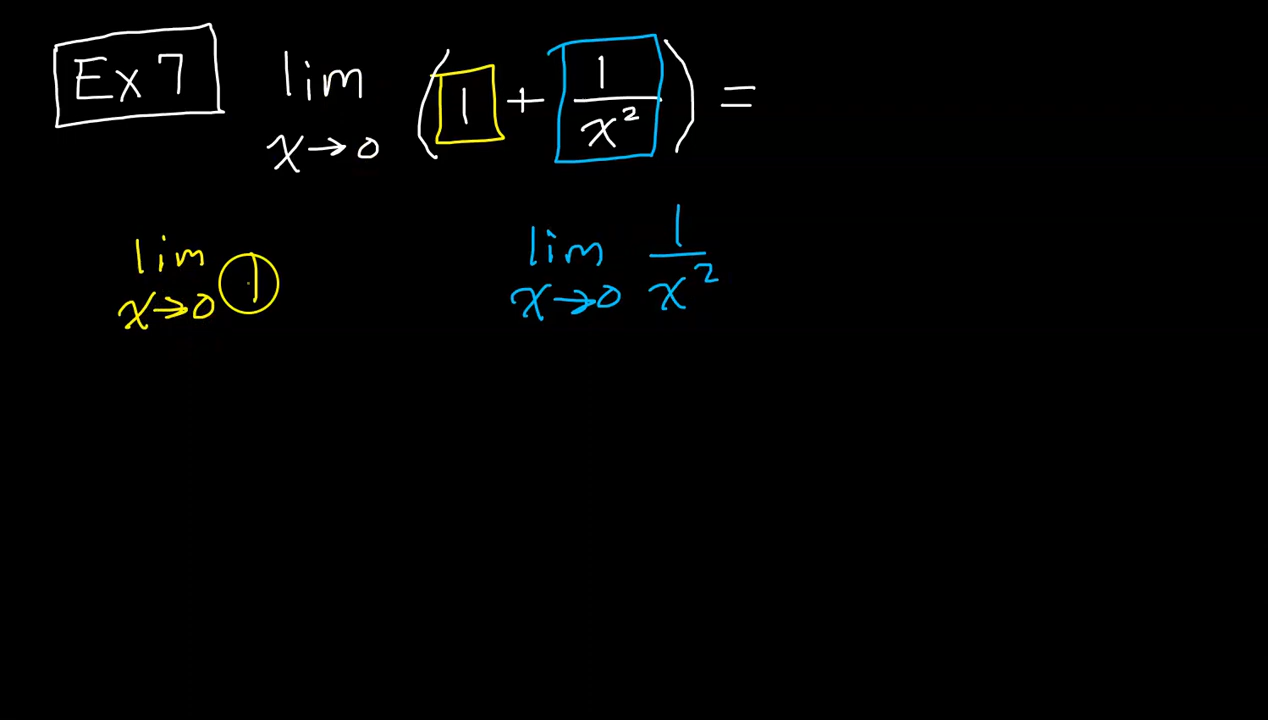 Ex 7 lim x→0 (1 + 1/x²) =
lim x→0 1
lim x→0 1/x²